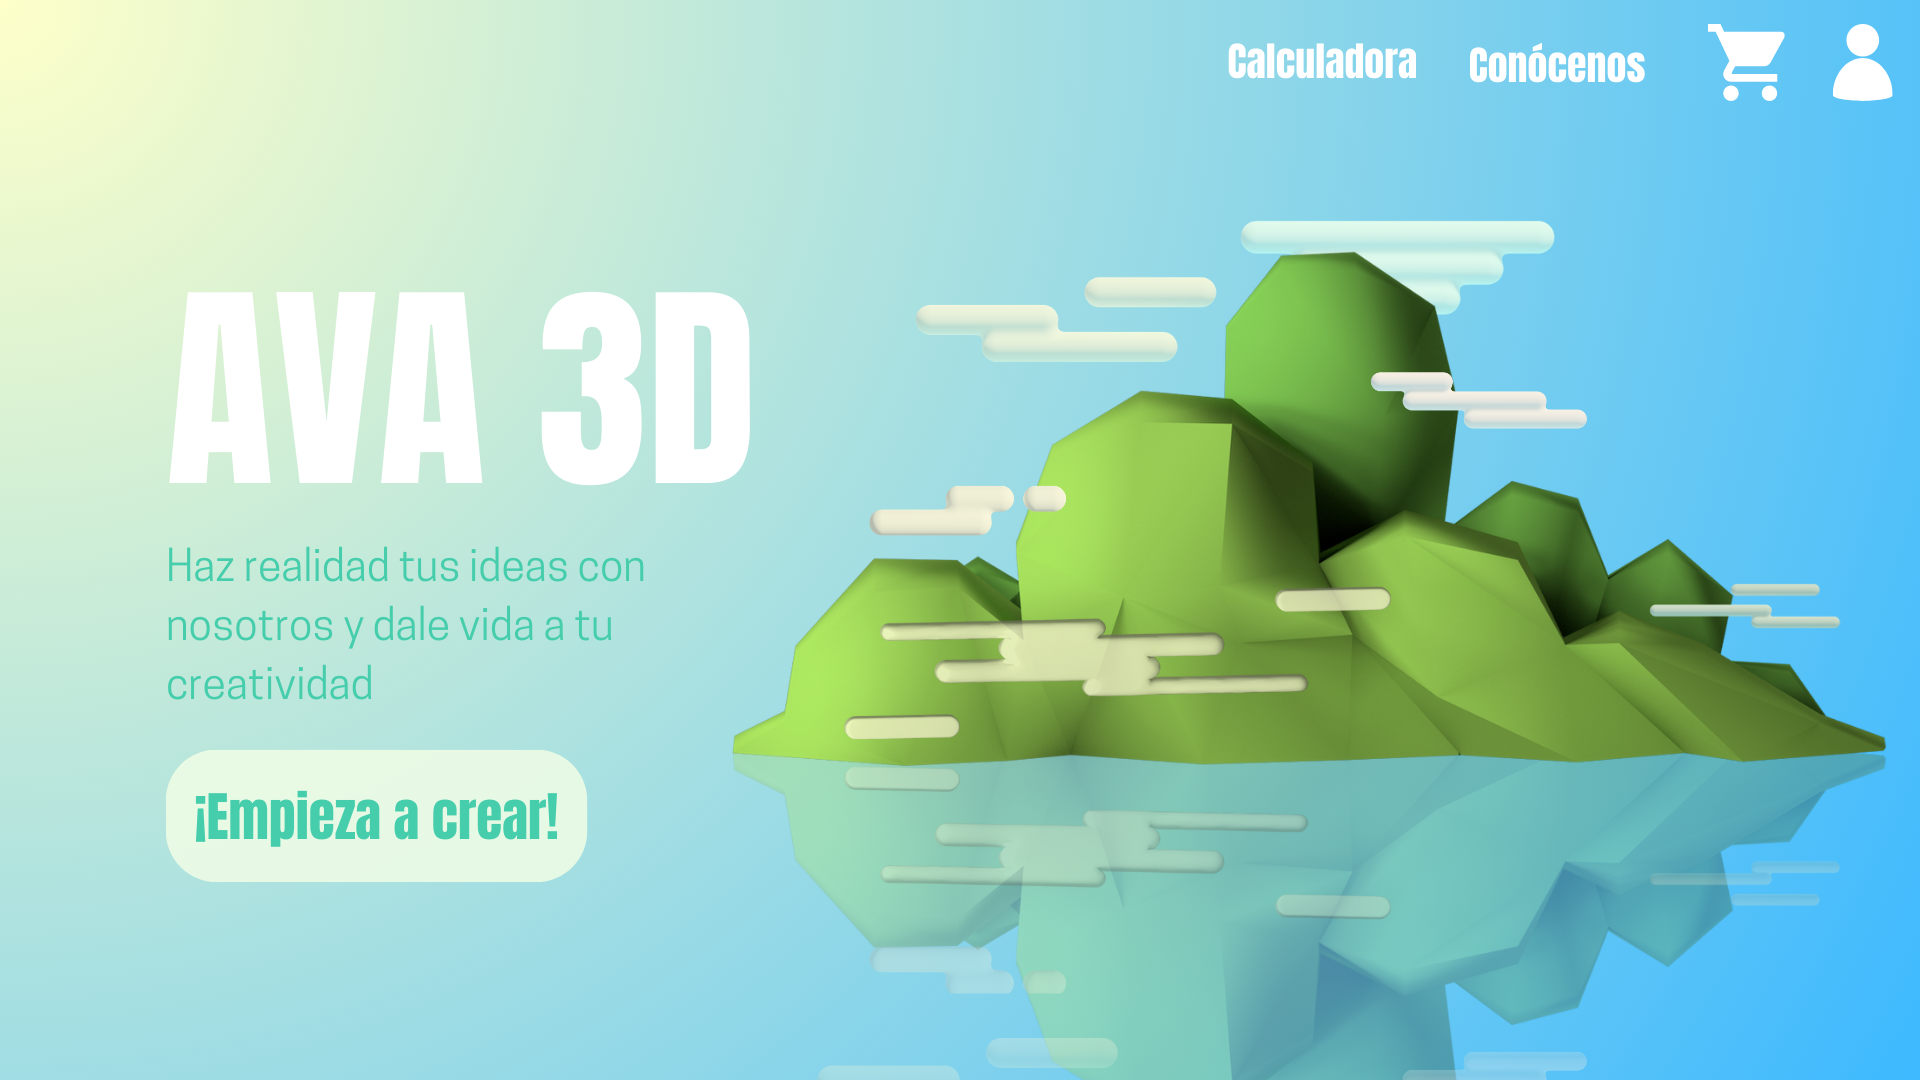 Calculadora
Conócenos
AVA 3D
Haz realidad tus ideas con
nosotros y dale vida a tu
creatividad
¡Empieza a crear!